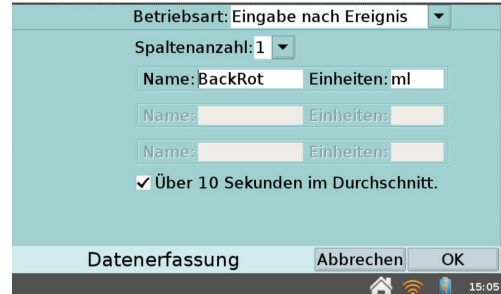 Betriebsart: Eingabe nach Ereignis
Spaltenanzahl: 1
Name: BackRot Einheiten: ml
Name: Einheiten:
Name: Einheiten:
Über 10 Sekunden im Durchschnitt.
Datenerfassung Abbrechen OK
15:05